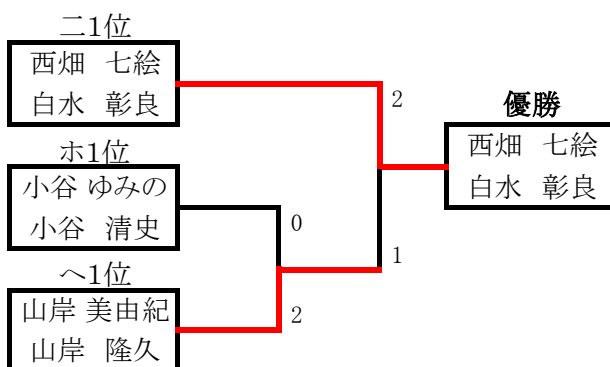 二1位
西畑 七絵
白水 彰良
2
優勝
西畑 七絵
白水 彰良
ホ1位
小谷 ゆみの
小谷 清史
0
1
へ1位
山岸 美由紀
山岸 隆久
2